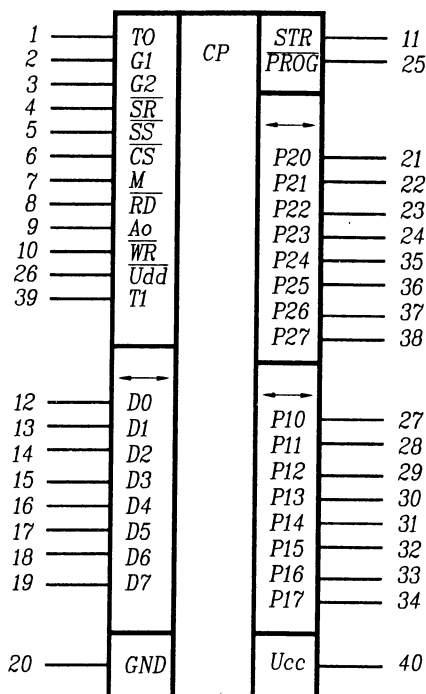 1 TO CP STR 11
2 G1 PROG 25
3 G2
4 SR
5 SS
6 CS P20 21
7 M P21 22
8 RD P22 23
9 Ao P23 24
10 WR P24 35
26 Udd P25 36
39 T1 P26 37
P27 38
12 D0 P10 27
13 D1 P11 28
14 D2 P12 29
15 D3 P13 30
16 D4 P14 31
17 D5 P15 32
18 D6 P16 33
19 D7 P17 34
20 GND Ucc 40